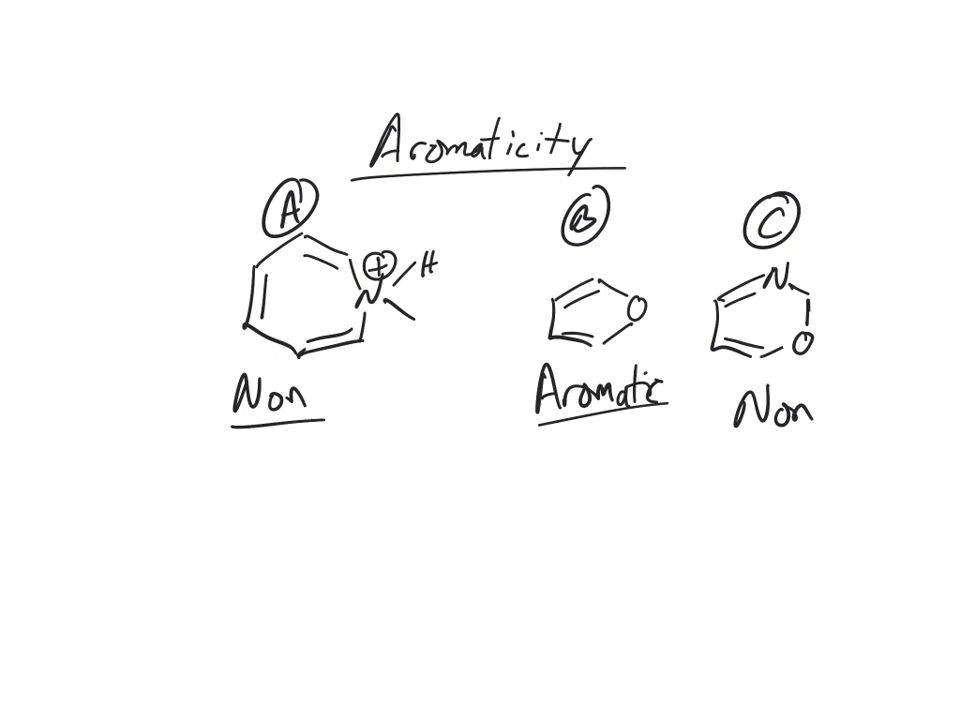 Aromaticity
A B C
⊕ H
N O N
O
Non Aromatic Non